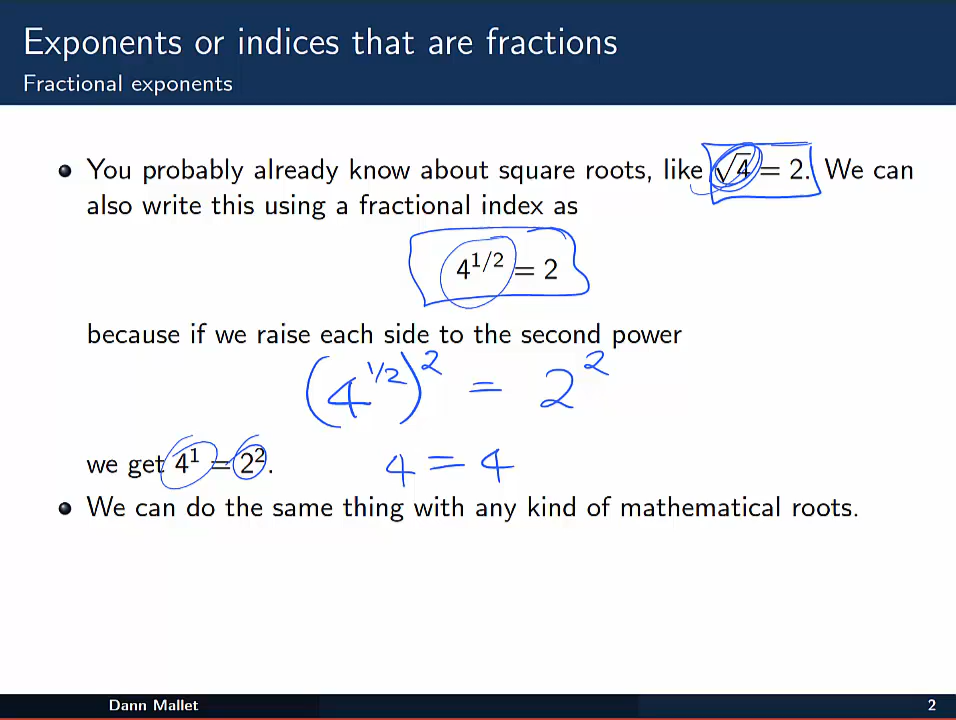 Exponents or indices that are fractions
Fractional exponents
You probably already know about square roots, like √4 = 2. We can
also write this using a fractional index as
4^{1/2} = 2
because if we raise each side to the second power
(4^{1/2})^2 = 2^2
we get 4^1 = 2^2. 4 = 4
We can do the same thing with any kind of mathematical roots.
Dann Mallet 2